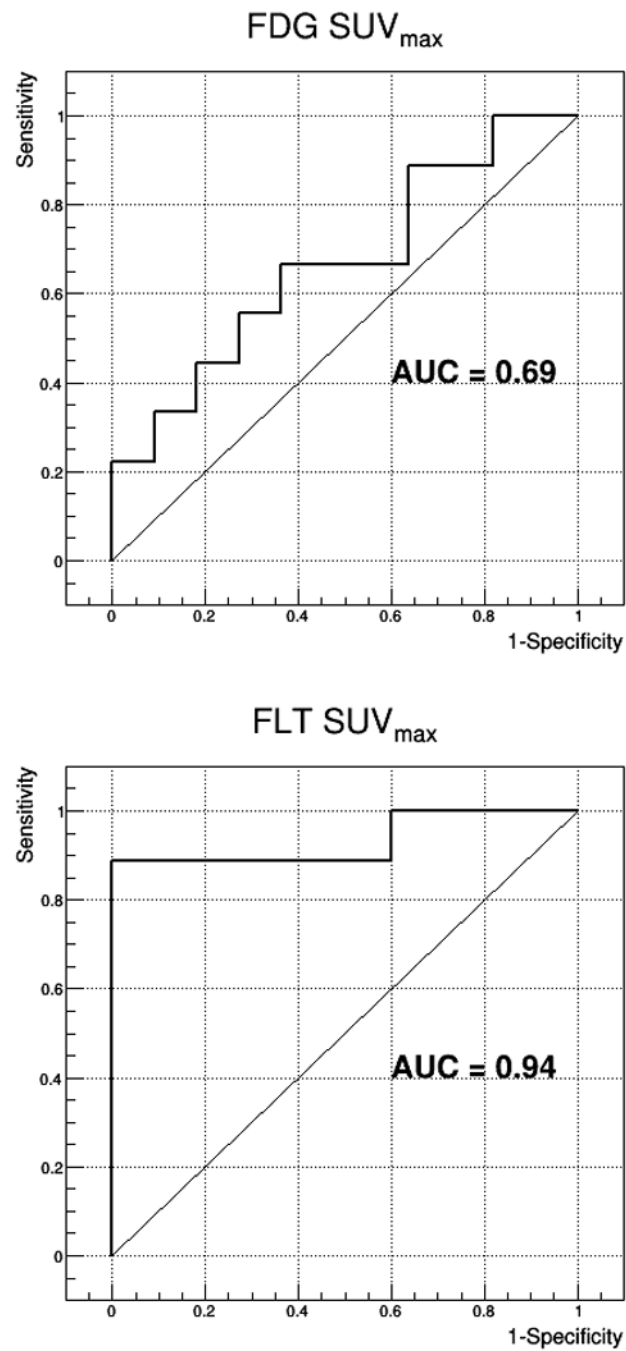 FDG SUVmax
Sensitivity
1
0.8
0.6
0.4
0.2
0
AUC = 0.69
0 0.2 0.4 0.6 0.8 1
1-Specificity
FLT SUVmax
Sensitivity
1
0.8
0.6
0.4
0.2
0
AUC = 0.94
0 0.2 0.4 0.6 0.8 1
1-Specificity